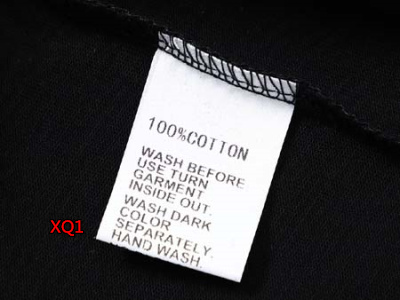 100%COTTON
WASH BEFORE
USE TURN
GARMENT
INSIDE OUT.
WASH DARK
COLOR
SEPARATELY.
HAND WASH.
XQ1